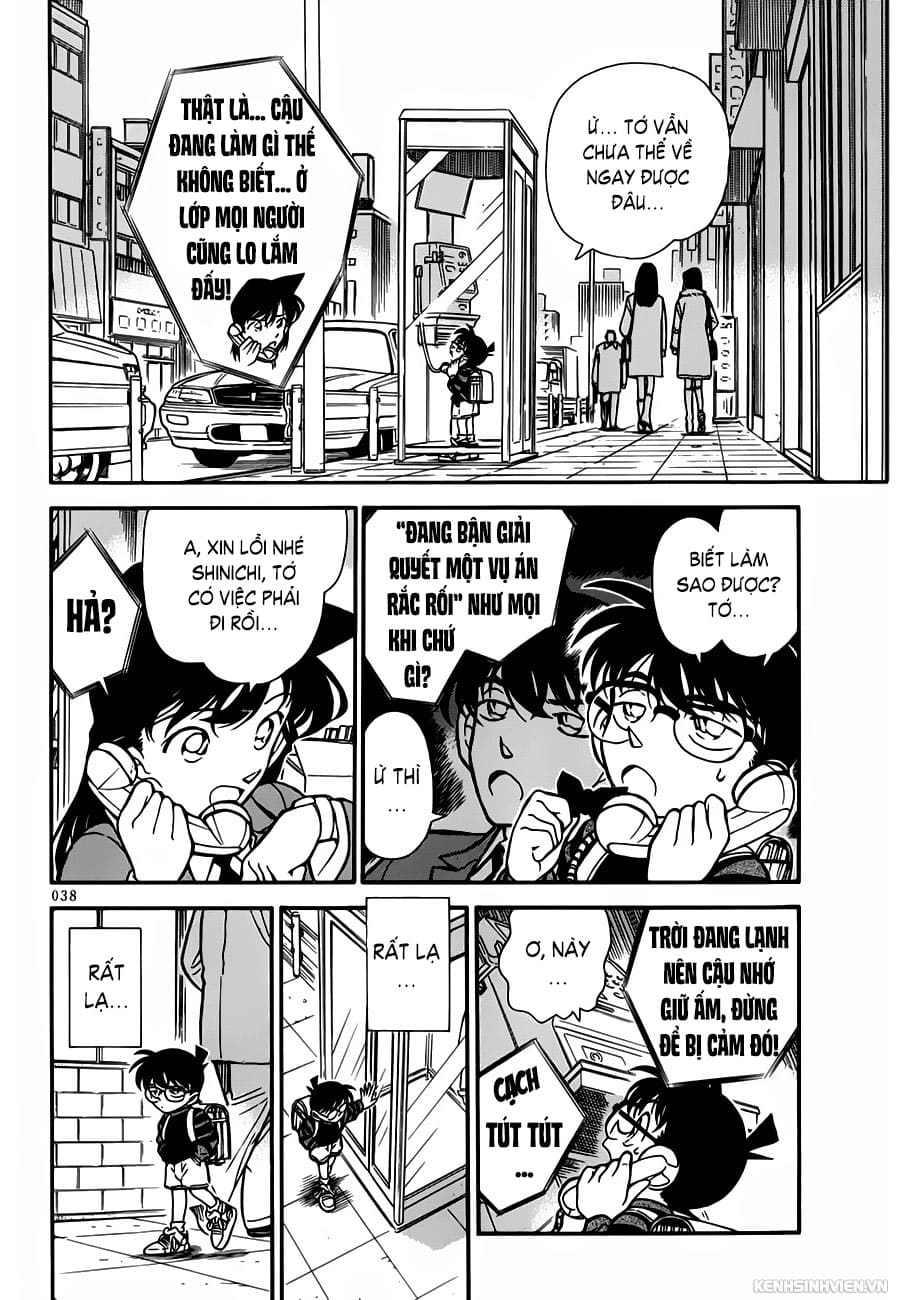 Ừ... TỚ VẪN
CHƯA THỂ VỀ
NGAY ĐƯỢC
ĐÂU...
THẬT LÀ... CẬU
ĐANG LÀM GÌ THẾ
KHÔNG BIẾT... Ở
LỚP MỌI NGƯỜI
CŨNG LO LẮM
ĐẤY!
BIẾT LÀM
SAO ĐƯỢC?
TỚ...
"ĐANG BẬN GIẢI
QUYẾT MỘT VỤ ÁN
RẮC RỐI" NHƯ MỌI
KHI CHỨ
GÌ?
Ừ THÌ
...
A, XIN LỖI NHÉ
SHINICHI, TỚ
CÓ VIỆC PHẢI
ĐI RỒI...
HẢ?
038
TRỜI ĐANG LẠNH
NÊN CẬU NHỚ
GIỮ ẤM, ĐỪNG
ĐỂ BỊ CẢM ĐÓ!
Ơ, NÀY
...
CẠCH
TÚT TÚT
...
RẤT LẠ
...
RẤT
LẠ...
KENHSINHVIEN.VN